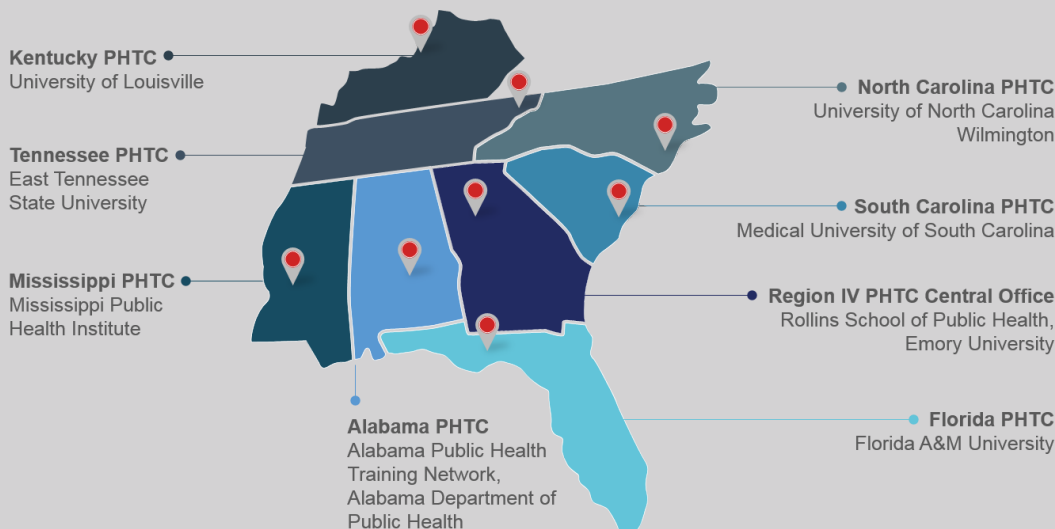 Kentucky PHTC
University of Louisville
Tennessee PHTC
East Tennessee
State University
Mississippi PHTC
Mississippi Public
Health Institute
Alabama PHTC
Alabama Public Health
Training Network,
Alabama Department of
Public Health
North Carolina PHTC
University of North Carolina
Wilmington
South Carolina PHTC
Medical University of South Carolina
Region IV PHTC Central Office
Rollins School of Public Health,
Emory University
Florida PHTC
Florida A&M University